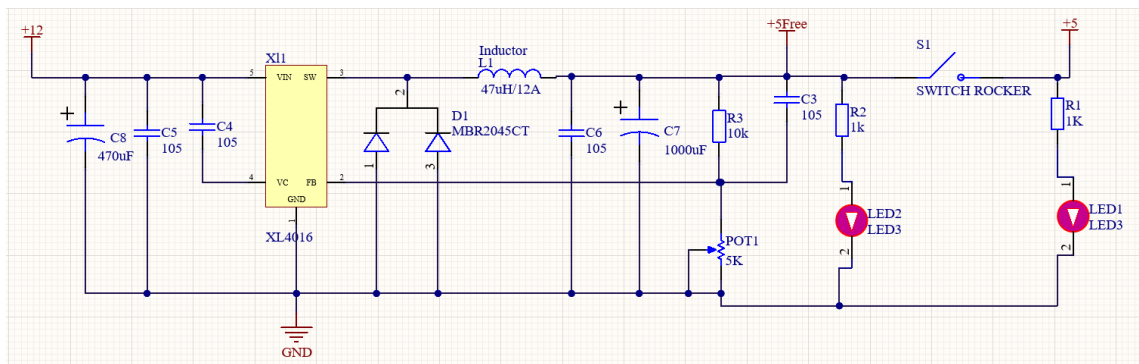 +12
+5Free
+5
Xl1
Inductor
L1
47uH/12A
S1
SWITCH ROCKER
5
VIN
SW
3
4
VC
FB
2
GND
1
XL4016
+
C8
470uF
C5
105
C4
105
2
D1
MBR2045CT
1
3
C6
105
+
C7
1000uF
R3
10k
C3
105
R2
1k
R1
1K
POT1
5K
1
LED2
LED3
2
1
LED1
LED3
2
GND